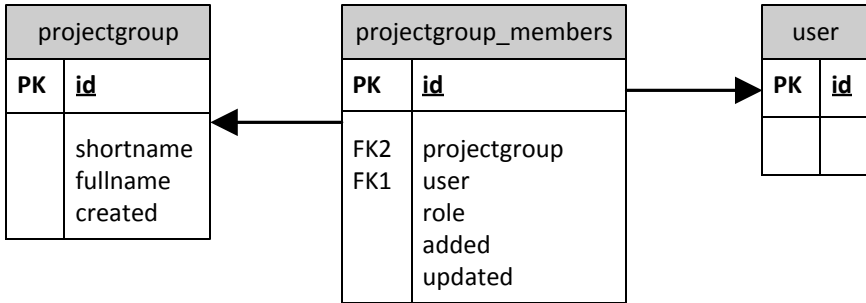 projectgroup
PK id
shortname
fullname
created
projectgroup_members
PK id
FK2 projectgroup
FK1 user
role
added
updated
user
PK id